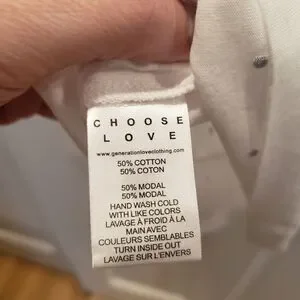 CHOOSE
LOVE
www.generationloveclothing.com
50% COTTON
50% COTON
50% MODAL
50% MODAL
HAND WASH COLD
WITH LIKE COLORS
LAVAGE À FROID À LA
MAIN AVEC
COULEURS SEMBLABLES
TURN INSIDE OUT
LAVAGE SUR L'ENVERS